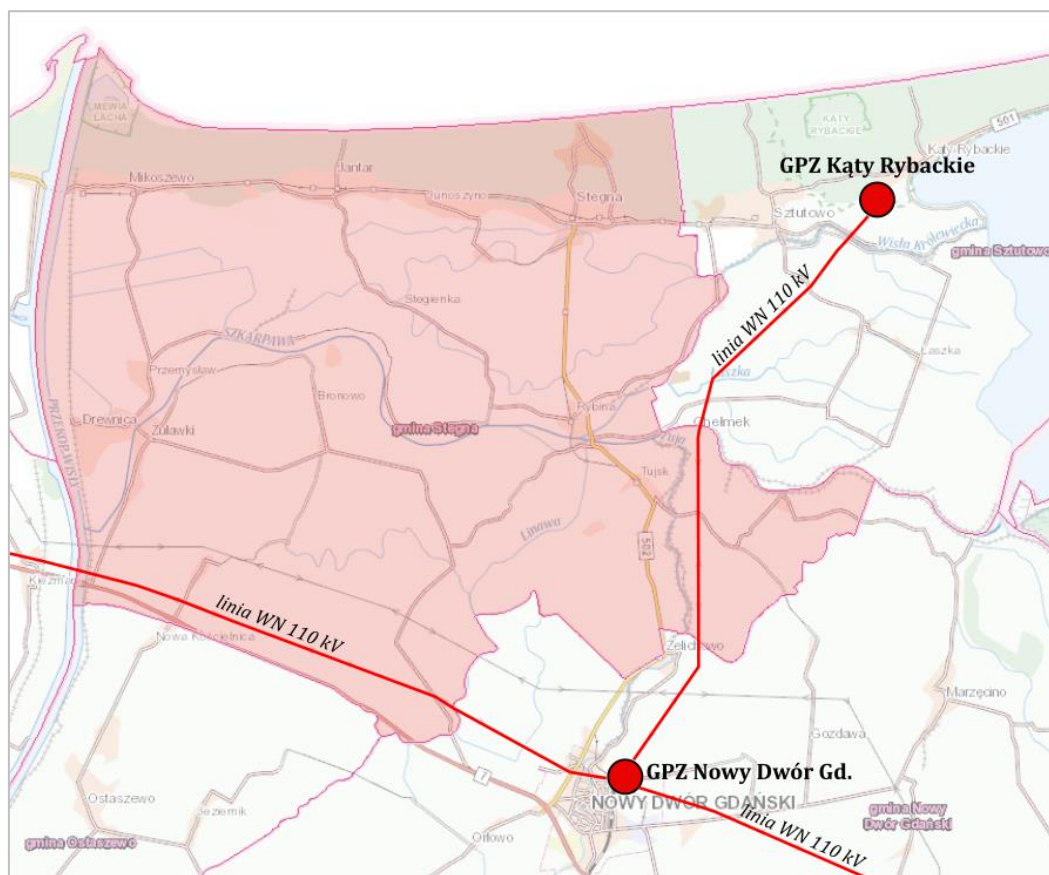 MEWIA
ŁACHA
KĄTY
RYBACKIE
501
Kąty Rybackie
GPZ Kąty Rybackie
Mikoszewo
Jantar
Junoszyno
Stegna
Sztutowo
Wisła Królewiecka
gmina Sztutowo
Stegienka
linia WN 110 kV
SZKARPAWA
Łaszka
Łaszka
Przemysław
Bronowo
Rybina
Chełmek
Drewnica
Żuławki
gmina Stegna
Tuja
Tujsk
PRZEKOP WISŁY
Linawa
502
Kiezmark
linia WN 110 kV
Nowa Kościelnica
Żelichowo
Marzęcino
Gozdawa
7
GPZ Nowy Dwór Gd.
NOWY DWÓR GDAŃSKI
Ostaszewo
Jeziernik
linia WN 110 kV
gmina Nowy
Dwór Gdański
gmina Ostaszewo
Orłowo